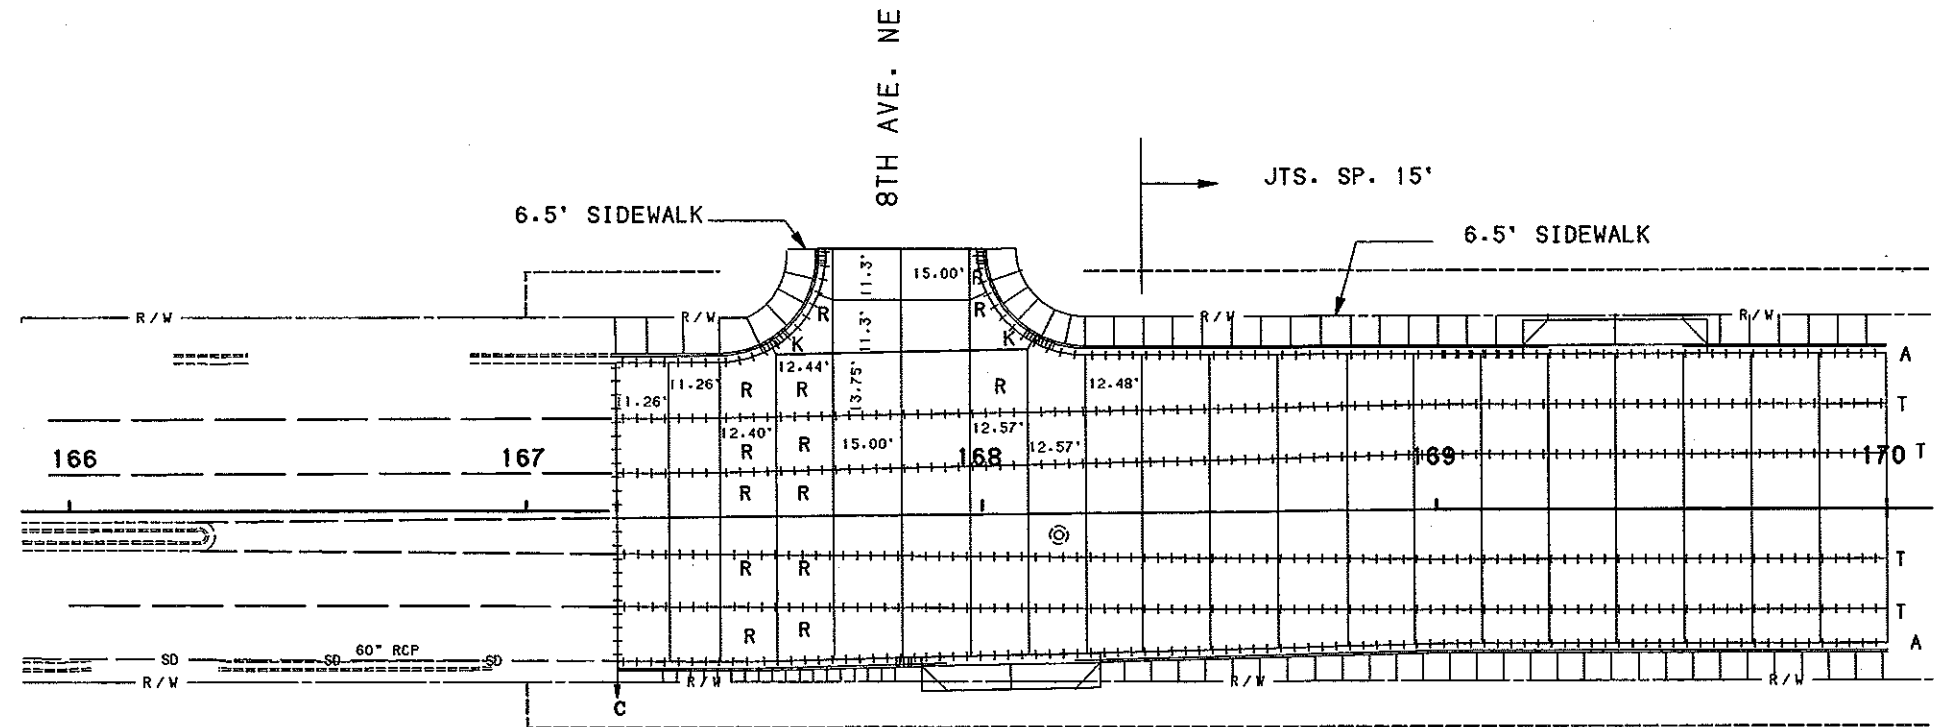 8TH AVE. NE
JTS. SP. 15'
6.5' SIDEWALK
6.5' SIDEWALK
11.3'
15.00'
R
R/W
R/W
R
11.3'
R
R/W
R/W
K
K
A
12.44'
11.26'
R
R
13.75'
R
12.48'
11.26'
T
12.40'
12.57'
R
R
15.00'
12.57'
166
167
168
169
170
T
R
R
R
R
T
R
R
T
60" RCP
SD
SD
SD
A
R/W
R/W
R/W
R/W
C